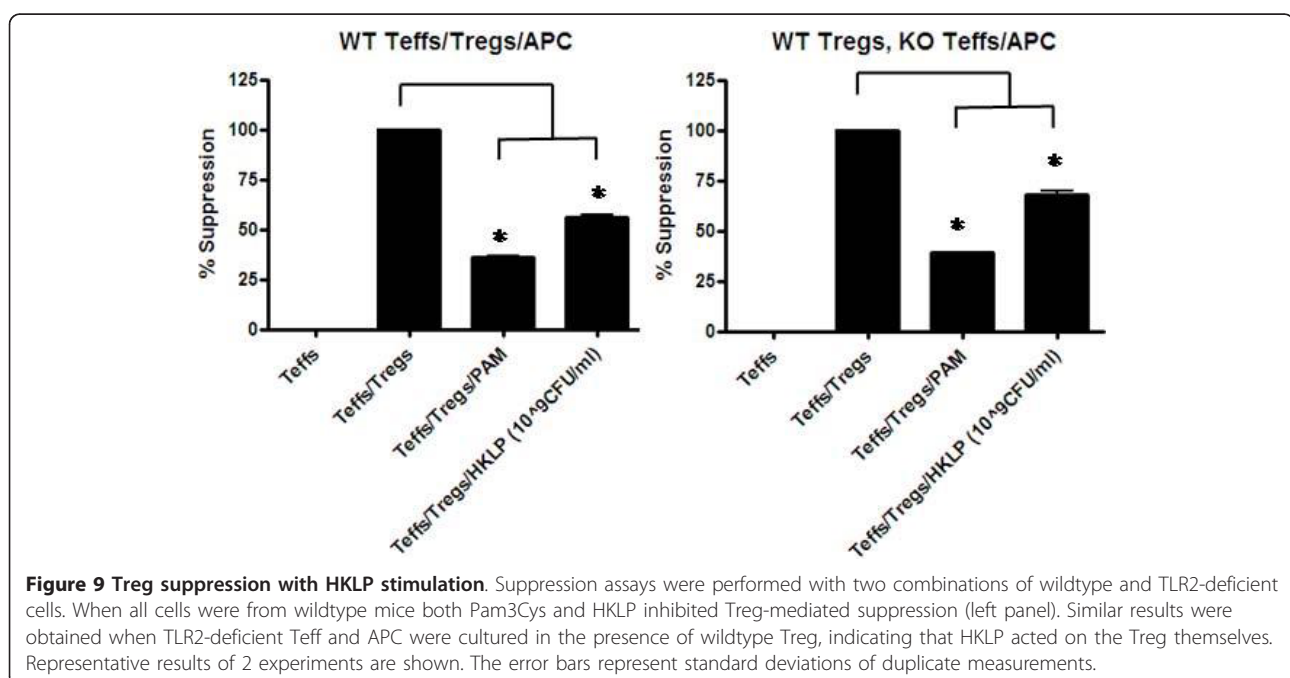 WT Teffs/Tregs/APC
125
100
75
50
25
0
% Suppression
*
*
Teffs
Teffs/Tregs
Teffs/Tregs/PAM
Teffs/Tregs/HKLP (10^9CFU/ml)
WT Tregs, KO Teffs/APC
125
100
75
50
25
0
% Suppression
*
*
Teffs
Teffs/Tregs
Teffs/Tregs/PAM
Teffs/Tregs/HKLP (10^9CFU/ml)
Figure 9 Treg suppression with HKLP stimulation. Suppression assays were performed with two combinations of wildtype and TLR2-deficient
cells. When all cells were from wildtype mice both Pam3Cys and HKLP inhibited Treg-mediated suppression (left panel). Similar results were
obtained when TLR2-deficient Teff and APC were cultured in the presence of wildtype Treg, indicating that HKLP acted on the Treg themselves.
Representative results of 2 experiments are shown. The error bars represent standard deviations of duplicate measurements.